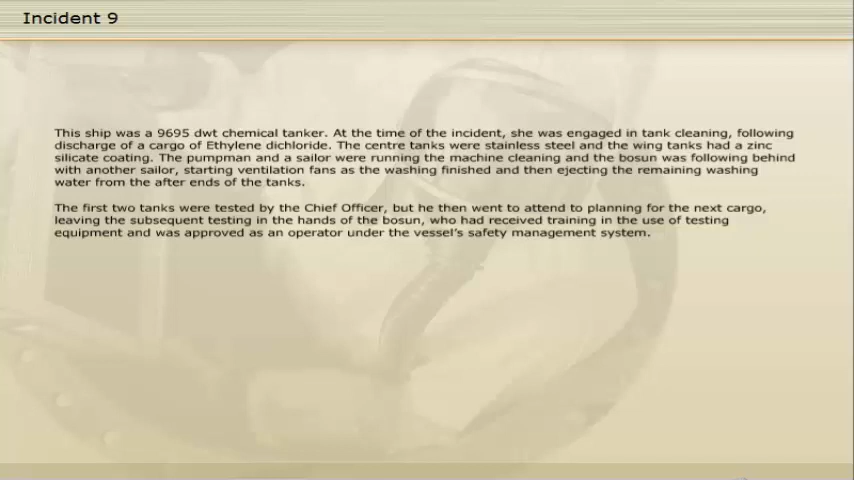 Incident 9
This ship was a 9695 dwt chemical tanker. At the time of the incident, she was engaged in tank cleaning, following
discharge of a cargo of Ethylene dichloride. The centre tanks were stainless steel and the wing tanks had a zinc
silicate coating. The pumpman and a sailor were running the machine cleaning and the bosun was following behind
with another sailor, starting ventilation fans as the washing finished and then ejecting the remaining washing
water from the after ends of the tanks.
The first two tanks were tested by the Chief Officer, but he then went to attend to planning for the next cargo,
leaving the subsequent testing in the hands of the bosun, who had received training in the use of testing
equipment and was approved as an operator under the vessel's safety management system.